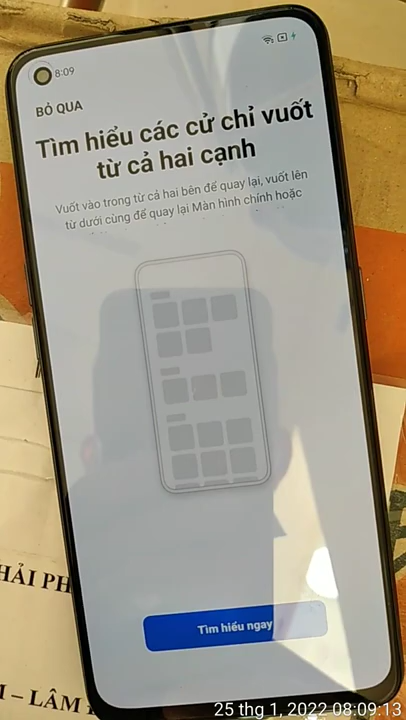 8:09
BỎ QUA
Tìm hiểu các cử chỉ vuốt
từ cả hai cạnh
Vuốt vào trong từ cả hai bên để quay lại, vuốt lên
từ dưới cùng để quay lại Màn hình chính hoặc
Tìm hiểu ngay
HẢI PH
– LÂM
25 thg 1, 2022 08:09:13